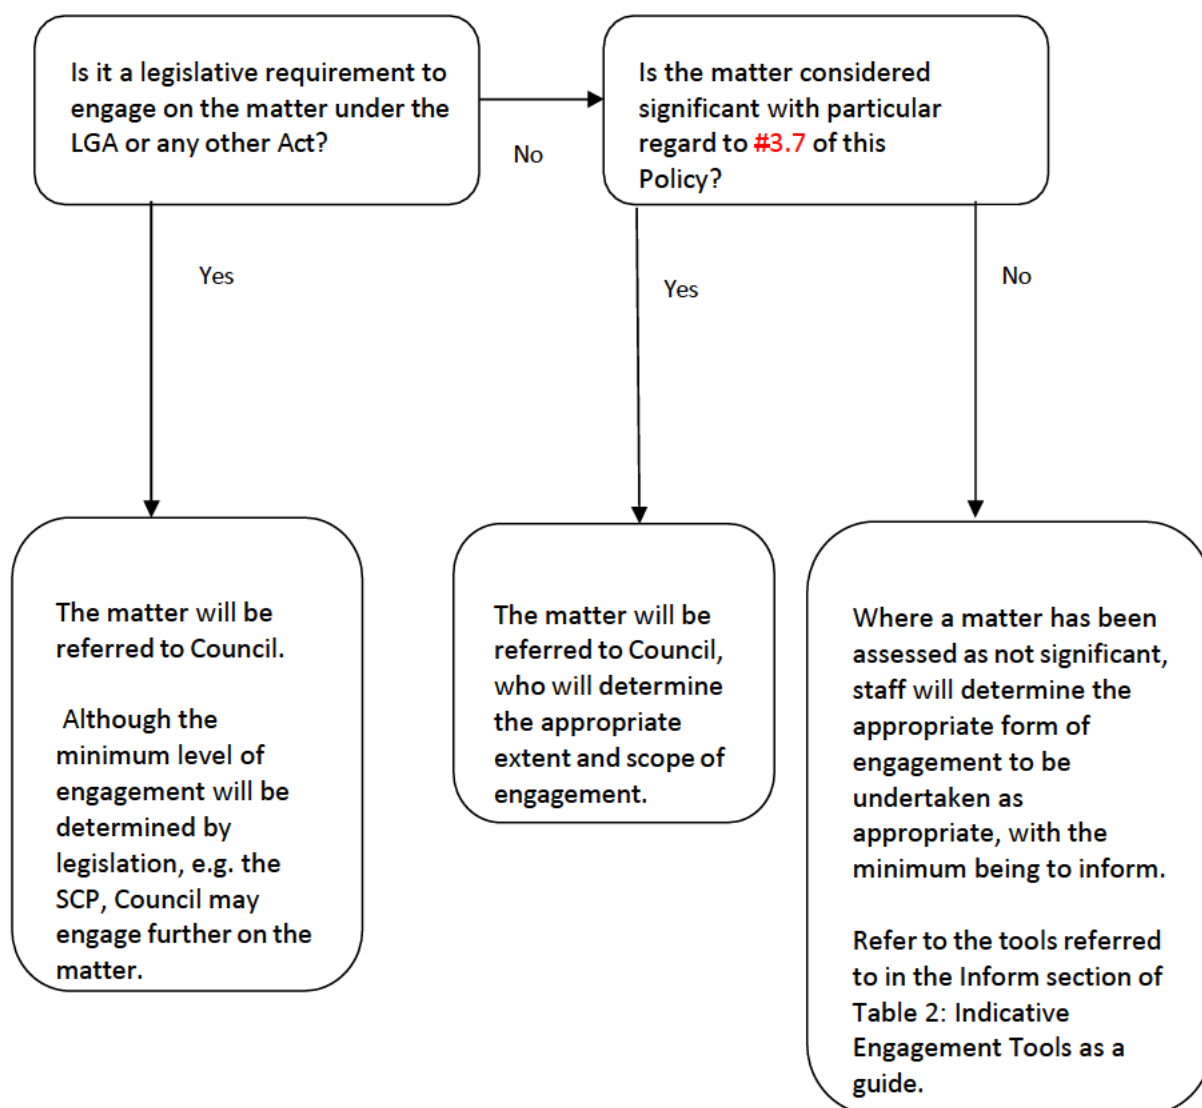 Is it a legislative requirement to
engage on the matter under the
LGA or any other Act?
No
Is the matter considered
significant with particular
regard to #3.7 of this
Policy?
Yes
Yes
No
The matter will be
referred to Council.
Although the
minimum level of
engagement will be
determined by
legislation, e.g. the
SCP, Council may
engage further on the
matter.
The matter will be
referred to Council,
who will determine
the appropriate
extent and scope of
engagement.
Where a matter has been
assessed as not significant,
staff will determine the
appropriate form of
engagement to be
undertaken as
appropriate, with the
minimum being to inform.
Refer to the tools referred
to in the Inform section of
Table 2: Indicative
Engagement Tools as a
guide.